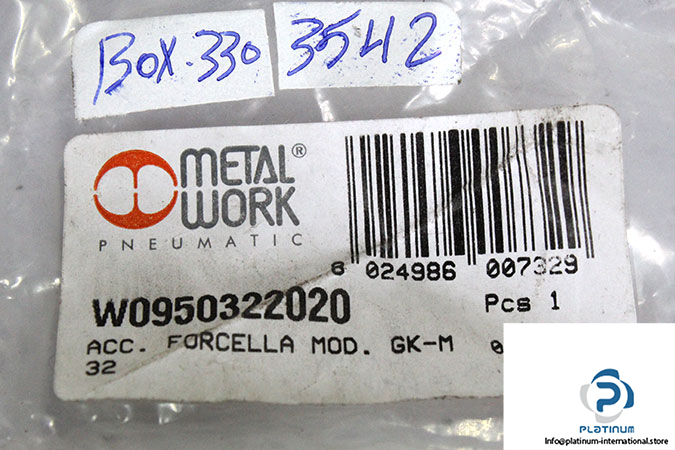 BOX.330 3542
METAL WORK®
PNEUMATIC
8 024986 007329
W0950322020 Pcs 1
ACC. FORCELLA MOD. GK-M
32
PLATINUM
Info@platinum-international.store